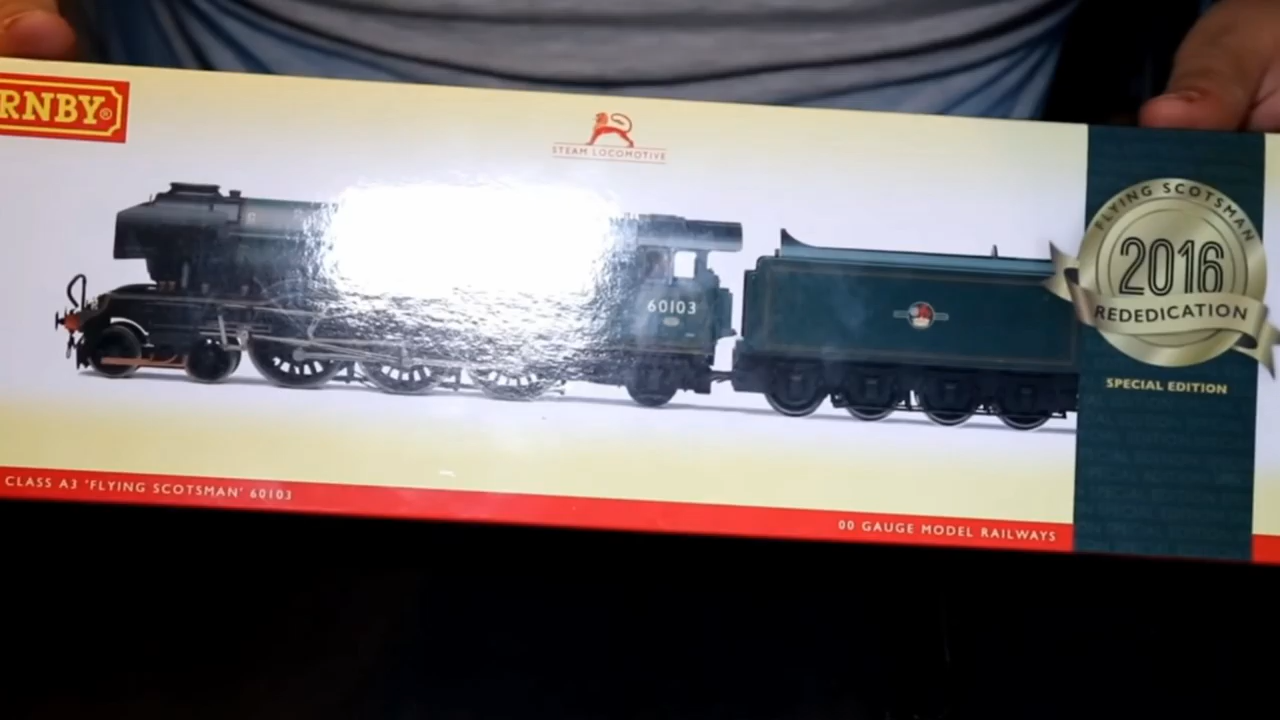 RNBY®
STEAM LOCOMOTIVE
60103
FLYING SCOTSMAN
2016
REDEDICATION
SPECIAL EDITION
CLASS A3 'FLYING SCOTSMAN' 60103
00 GAUGE MODEL RAILWAYS